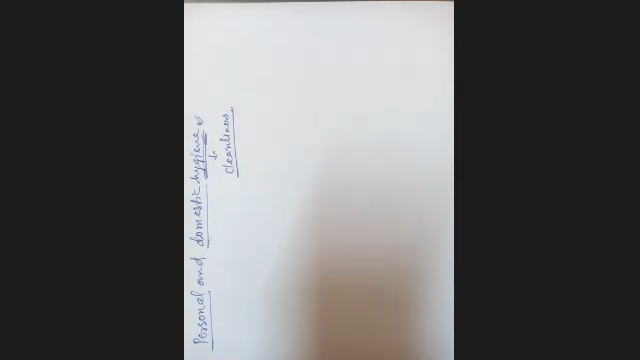 Personal and domestic hygiene
↓
cleanliness